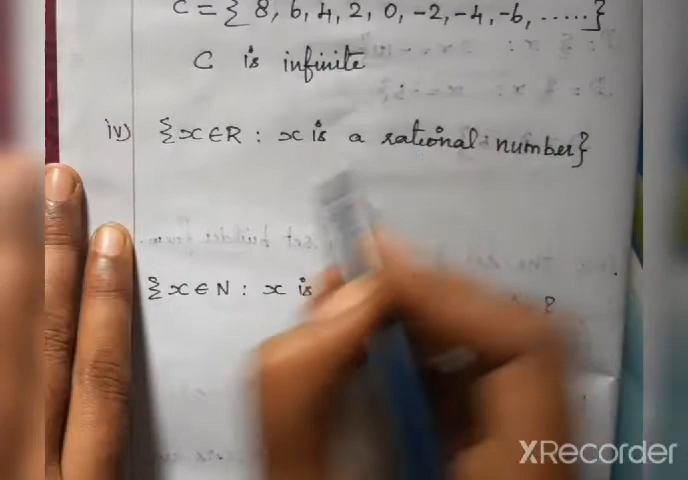 C = { 8, 6, 4, 2, 0, -2, -4, -6, .....}
C is infinite
iv) {x∈R : x is a rational number}
{x∈N : x is
XRecorder